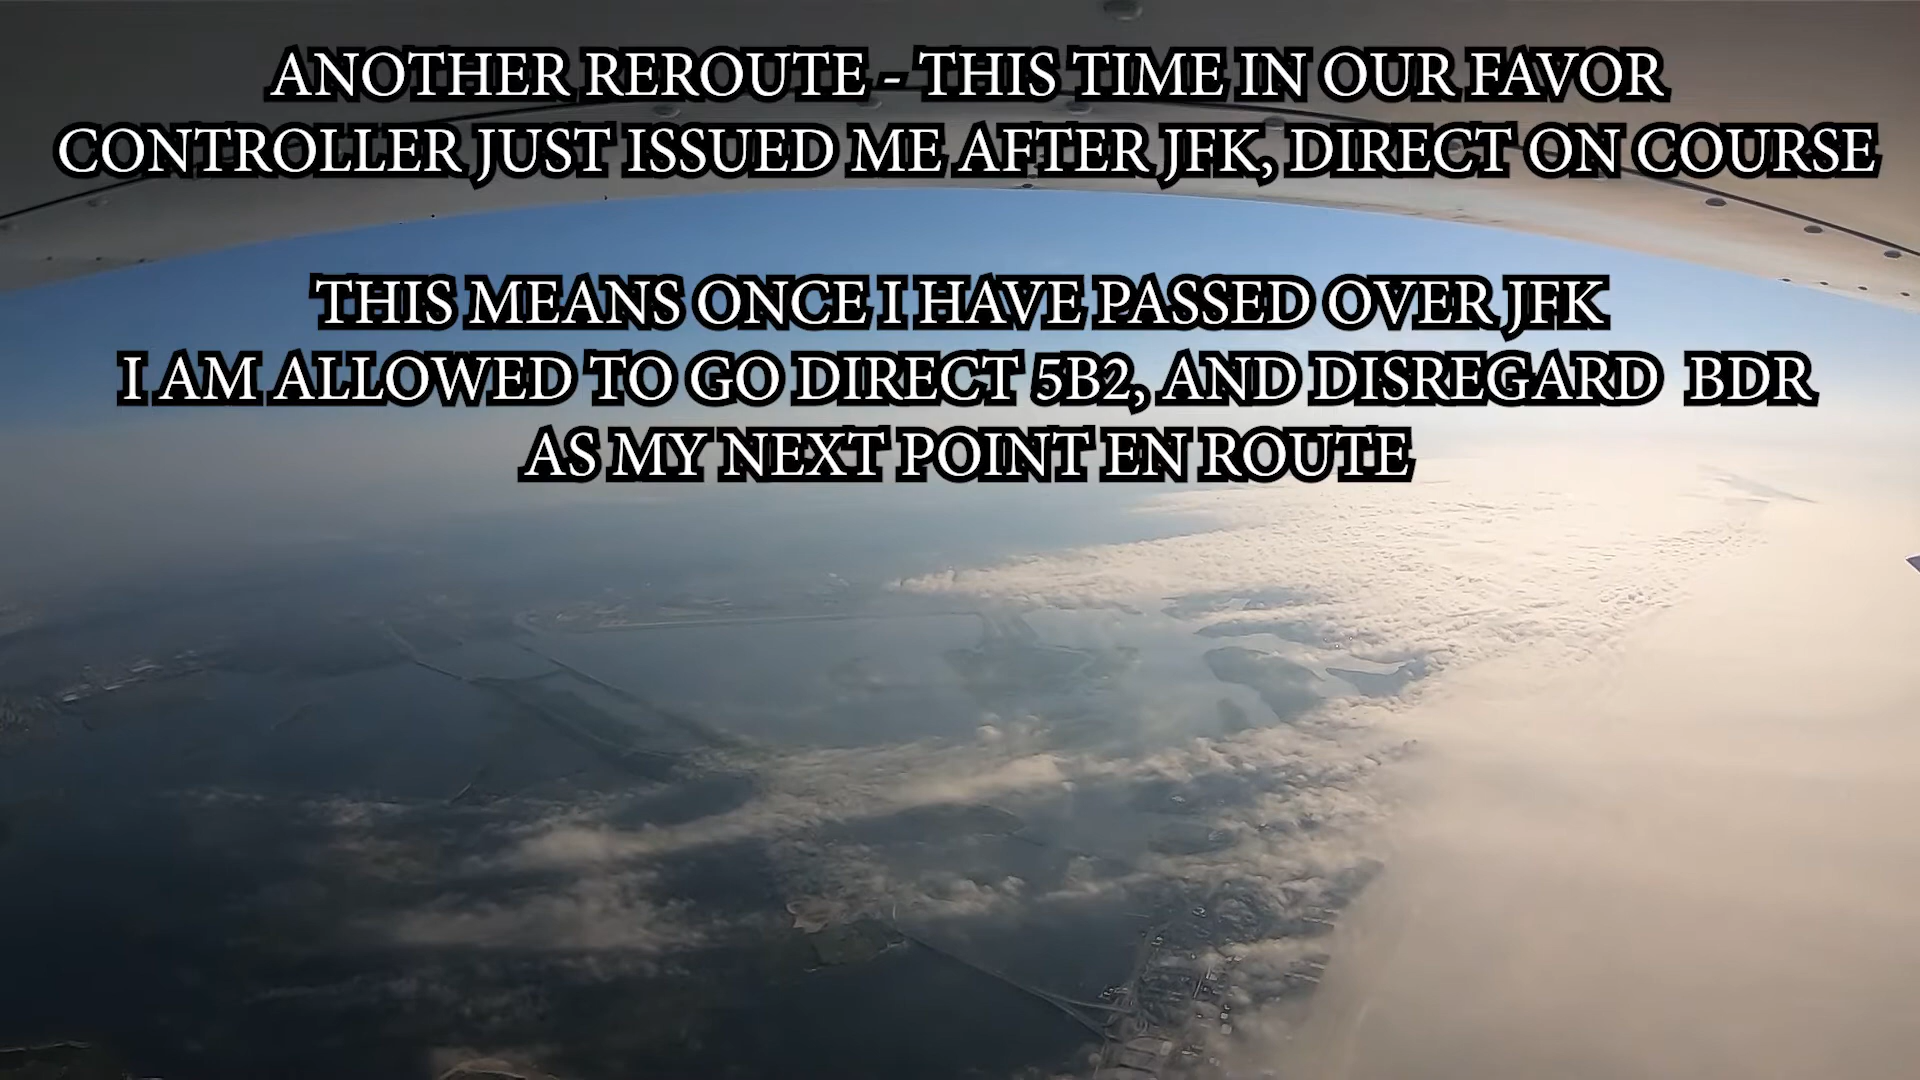 ANOTHER REROUTE - THIS TIME IN OUR FAVOR
CONTROLLER JUST ISSUED ME AFTER JFK, DIRECT ON COURSE
THIS MEANS ONCE I HAVE PASSED OVER JFK
I AM ALLOWED TO GO DIRECT 5B2, AND DISREGARD BDR
AS MY NEXT POINT EN ROUTE